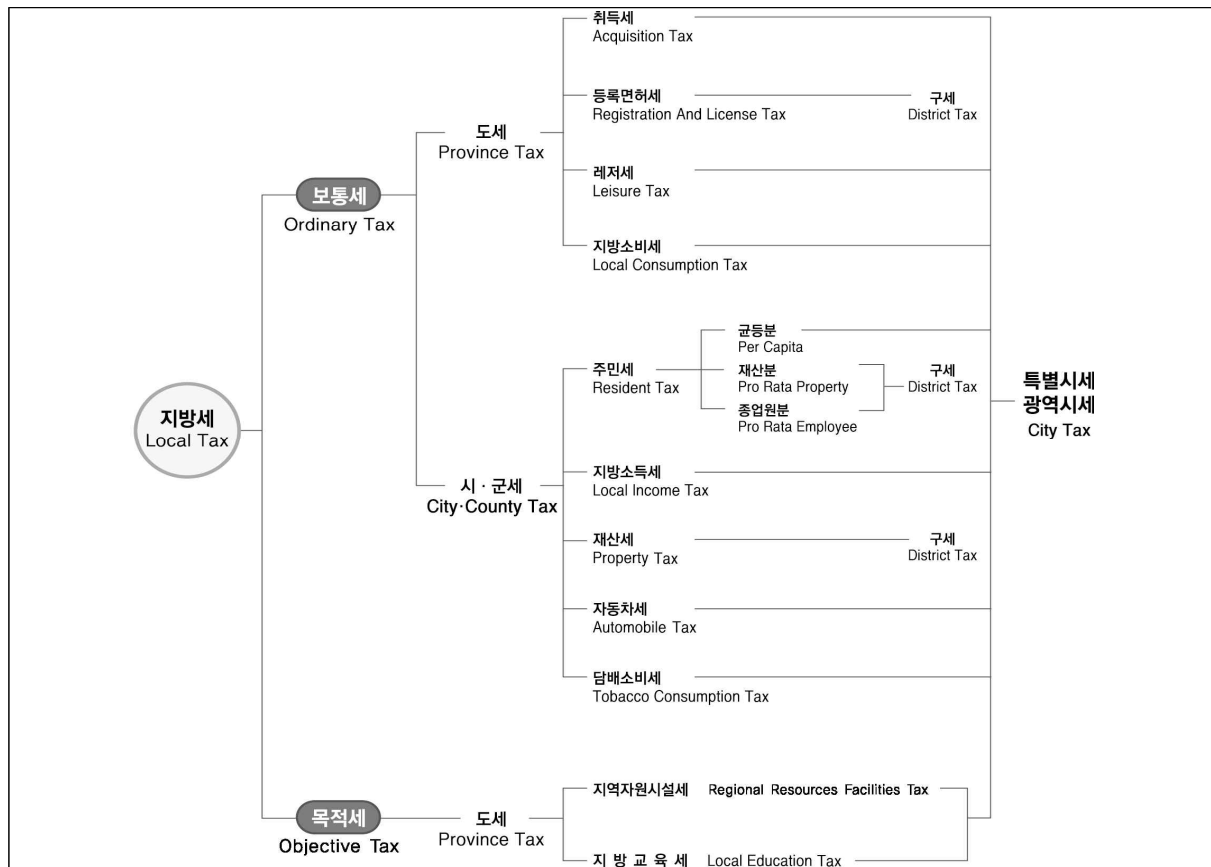 취득세
Acquisition Tax
등록면허세
Registration And License Tax
구세
District Tax
도세
Province Tax
레저세
Leisure Tax
보통세
Ordinary Tax
지방소비세
Local Consumption Tax
균등분
Per Capita
주민세
Resident Tax
재산분
Pro Rata Property
구세
District Tax
종업원분
Pro Rata Employee
특별시세
광역시세
City Tax
지방세
Local Tax
시 · 군세
City·County Tax
지방소득세
Local Income Tax
재산세
Property Tax
구세
District Tax
자동차세
Automobile Tax
담배소비세
Tobacco Consumption Tax
목적세
Objective Tax
도세
Province Tax
지역자원시설세 Regional Resources Facilities Tax
지 방 교 육 세 Local Education Tax